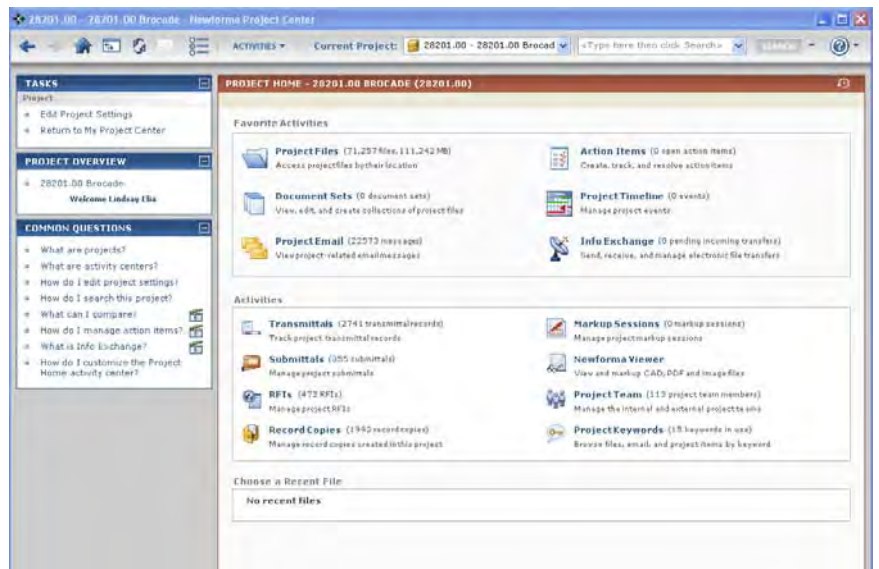 28201.00 - 28201.00 Brocade - Newforma Project Center
ACTIVITIES
Current Project:
28201.00 - 28201.00 Brocad
<Type here then click Search>
SEARCH
TASKS
Project
Edit Project Settings
Return to My Project Center
PROJECT OVERVIEW
28201.00 Brocade
Welcome Lindsay
COMMON QUESTIONS
What are projects?
What are activity centers?
How do I edit project settings?
How do I search this project?
What can I compare?
How do I manage action items?
What is Info Exchange?
How do I customize the Project
Home activity center?
PROJECT HOME - 28201.00 BROCADE (28201.00)
Favorite Activities
Project Files (71,257 files, 111,242 MB)
Access project files by their location
Action Items (0 open action items)
Create, track, and resolve action items
Document Sets (0 document sets)
View, edit, and create collections of project files
Project Timeline (0 events)
Manage project events
Project Email (22573 messages)
View project-related email messages
Info Exchange (0 pending incoming transfers)
Send, receive, and manage electronic file transfers
Activities
Transmittals (2741 transmittal records)
Track project transmittal records
Markup Sessions (0 markup sessions)
Manage project markup sessions
Submittals (355 submittals)
Manage project submittals
Newforma Viewer
View and markup CAD, PDF and image files
RFIs (472 RFIs)
Manage project RFIs
Project Team (113 project team members)
Manage the internal and external project teams
Record Copies (1992 record copies)
Manage record copies created in this project
Project Keywords (15 keywords in use)
Browse files, email, and project items by keyword
Choose a Recent File
No recent files